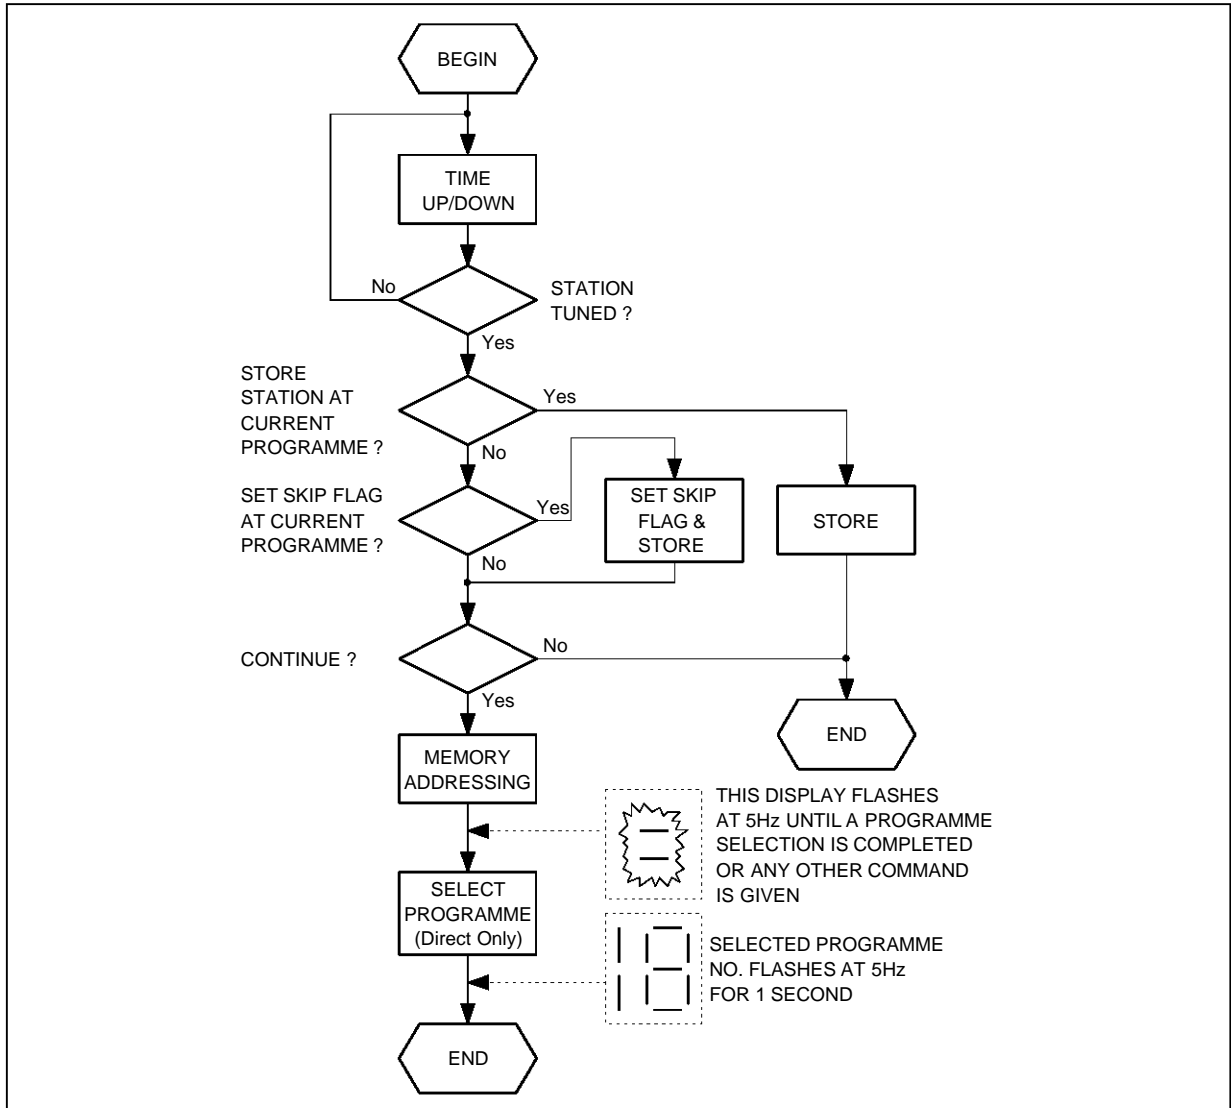 BEGIN
TIME
UP/DOWN
No
STATION
TUNED ?
Yes
STORE
STATION AT
CURRENT
PROGRAMME ?
Yes
No
SET SKIP FLAG
AT CURRENT
PROGRAMME ?
Yes
No
SET SKIP
FLAG &
STORE
STORE
CONTINUE ?
No
Yes
END
MEMORY
ADDRESSING
THIS DISPLAY FLASHES
AT 5Hz UNTIL A PROGRAMME
SELECTION IS COMPLETED
OR ANY OTHER COMMAND
IS GIVEN
SELECT
PROGRAMME
(Direct Only)
18
SELECTED PROGRAMME
NO. FLASHES AT 5Hz
FOR 1 SECOND
END